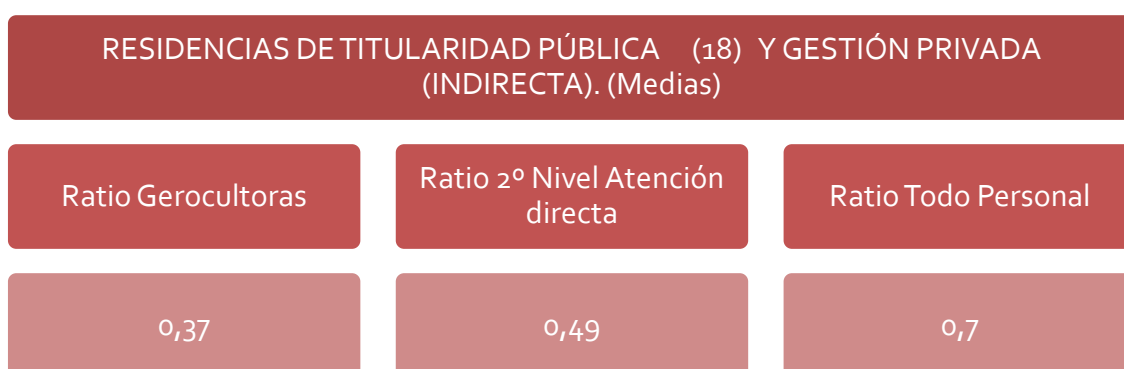 RESIDENCIAS DE TITULARIDAD PÚBLICA (18) Y GESTIÓN PRIVADA
(INDIRECTA). (Medias)
Ratio Gerocultoras
Ratio 2º Nivel Atención
directa
Ratio Todo Personal
0,37
0,49
0,7